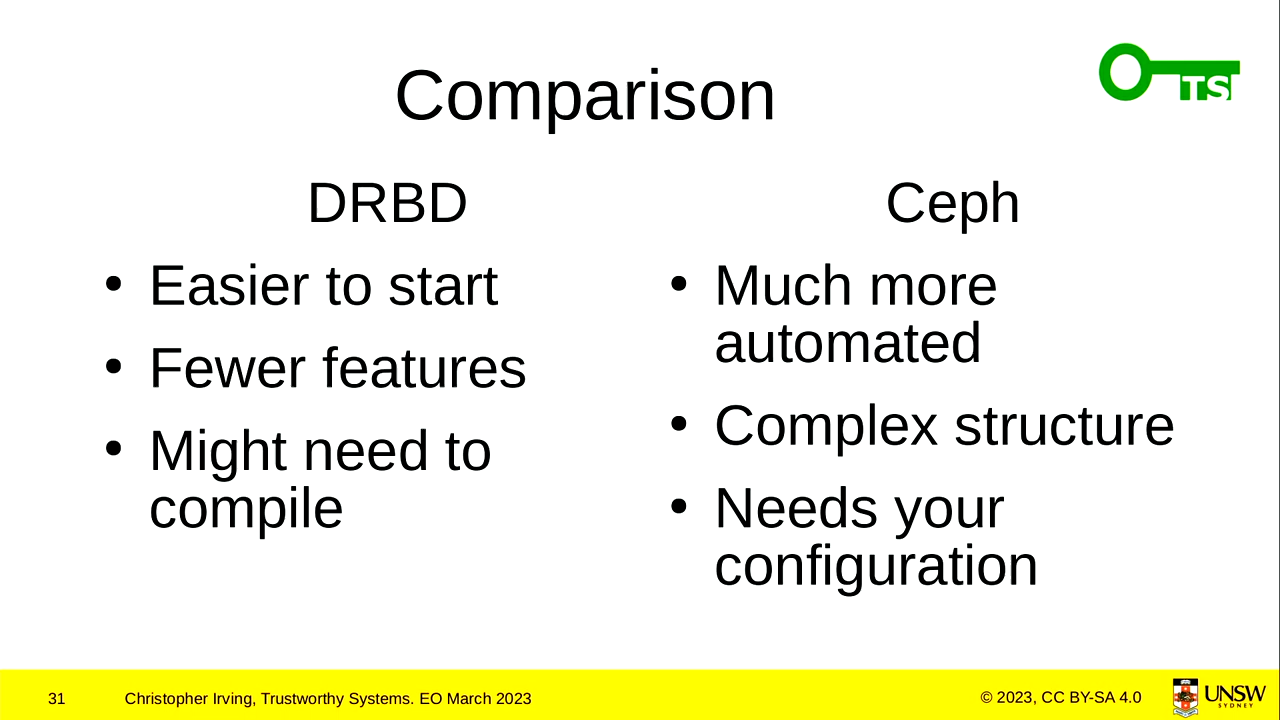 Comparison
TS
DRBD
• Easier to start
• Fewer features
• Might need to
compile
Ceph
• Much more
automated
• Complex structure
• Needs your
configuration
31
Christopher Irving, Trustworthy Systems. EO March 2023
© 2023, CC BY-SA 4.0
UNSW
SYDNEY